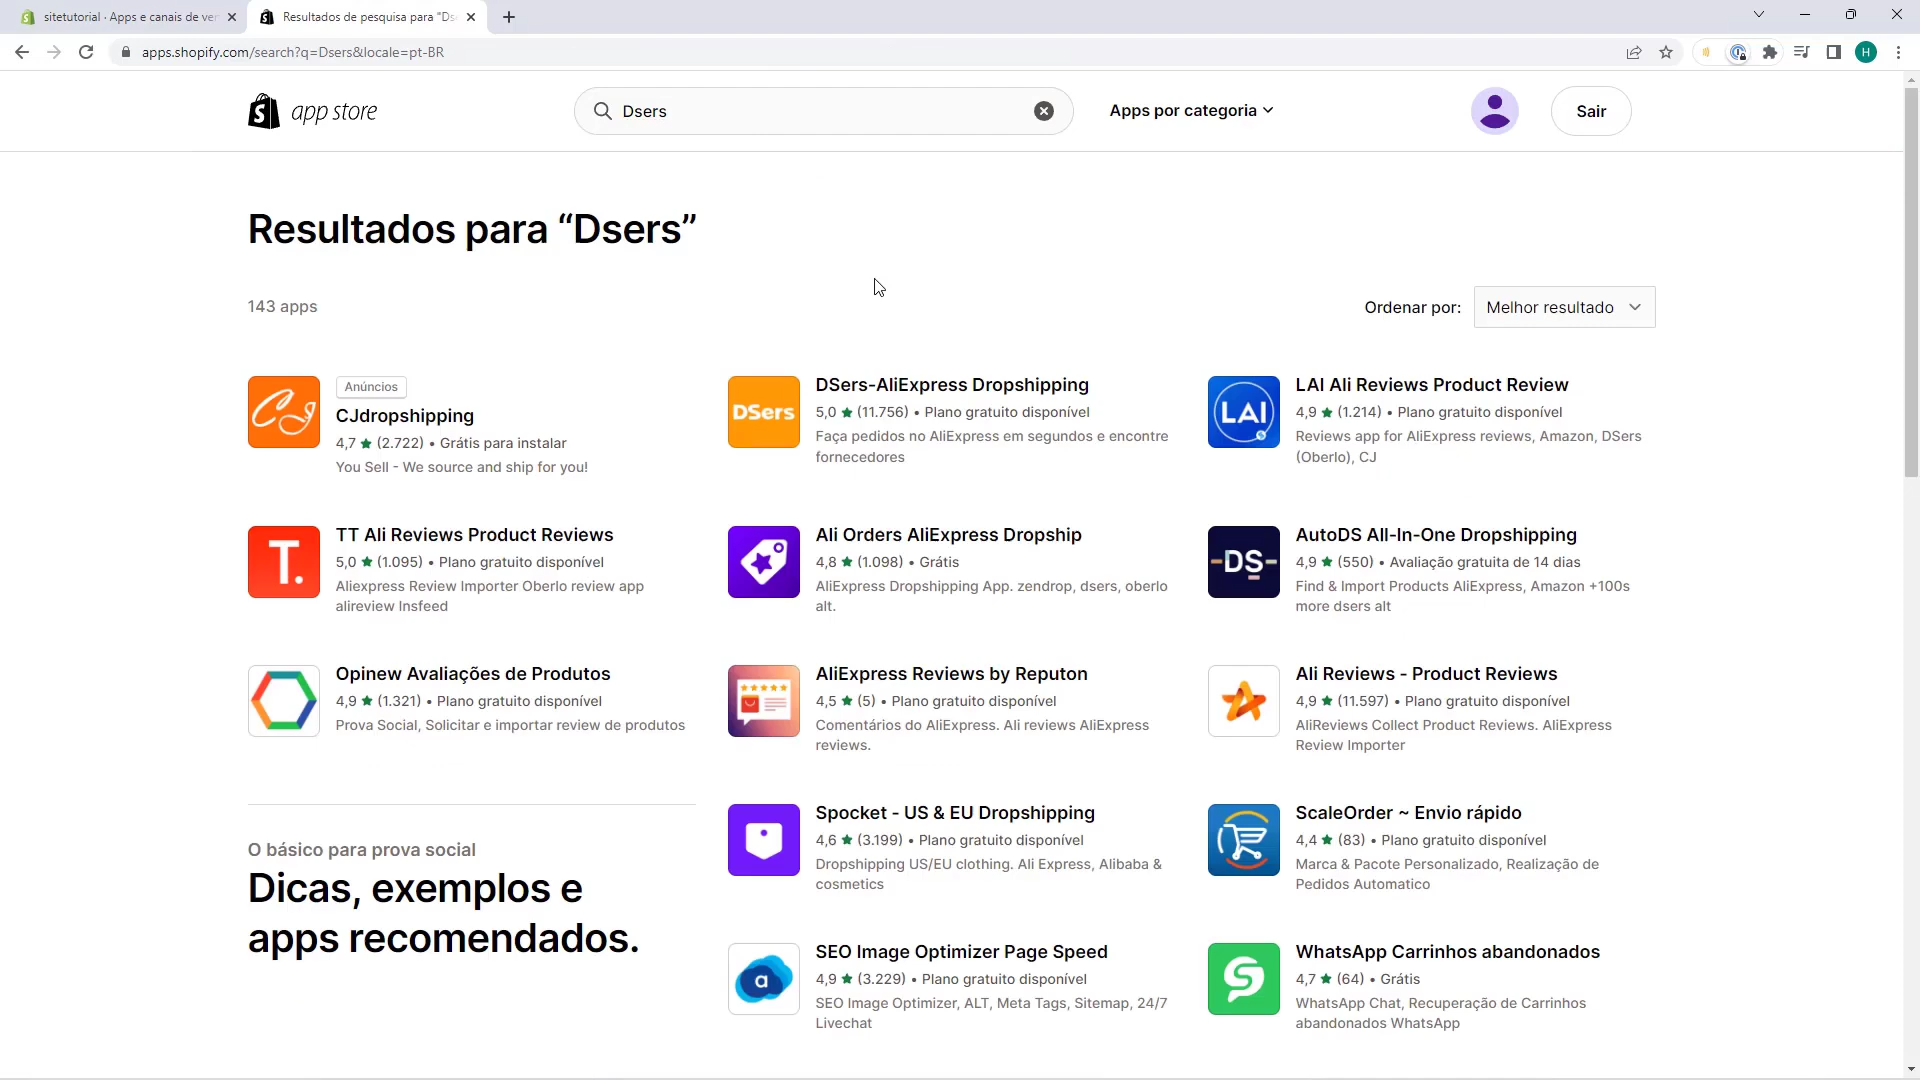 sitetutorial · Apps e canais de ver
Resultados de pesquisa para "Ds
apps.shopify.com/search?q=Dsers&locale=pt-BR
H
app store
Dsers
Apps por categoria
Sair
Resultados para “Dsers”
143 apps
Ordenar por:
Melhor resultado
CJ
Anúncios
CJdropshipping
4,7 ★ (2.722) • Grátis para instalar
You Sell - We source and ship for you!
DSers
DSers-AliExpress Dropshipping
5,0 ★ (11.756) • Plano gratuito disponível
Faça pedidos no AliExpress em segundos e encontre
fornecedores
LAI
LAI Ali Reviews Product Review
4,9 ★ (1.214) • Plano gratuito disponível
Reviews app for AliExpress reviews, Amazon, DSers
(Oberlo), CJ
T.
TT Ali Reviews Product Reviews
5,0 ★ (1.095) • Plano gratuito disponível
Aliexpress Review Importer Oberlo review app
alireview Insfeed
Ali Orders AliExpress Dropship
4,8 ★ (1.098) • Grátis
AliExpress Dropshipping App. zendrop, dsers, oberlo
alt.
-DS-
AutoDS All-In-One Dropshipping
4,9 ★ (550) • Avaliação gratuita de 14 dias
Find & Import Products AliExpress, Amazon +100s
more dsers alt
Opinew Avaliações de Produtos
4,9 ★ (1.321) • Plano gratuito disponível
Prova Social, Solicitar e importar review de produtos
AliExpress Reviews by Reputon
4,5 ★ (5) • Plano gratuito disponível
Comentários do AliExpress. Ali reviews AliExpress
reviews.
Ali Reviews - Product Reviews
4,9 ★ (11.597) • Plano gratuito disponível
AliReviews Collect Product Reviews. AliExpress
Review Importer
O básico para prova social
Dicas, exemplos e
apps recomendados.
Spocket - US & EU Dropshipping
4,6 ★ (3.199) • Plano gratuito disponível
Dropshipping US/EU clothing. Ali Express, Alibaba &
cosmetics
ScaleOrder ~ Envio rápido
4,4 ★ (83) • Plano gratuito disponível
Marca & Pacote Personalizado, Realização de
Pedidos Automatico
a
SEO Image Optimizer Page Speed
4,9 ★ (3.229) • Plano gratuito disponível
SEO Image Optimizer, ALT, Meta Tags, Sitemap, 24/7
Livechat
WhatsApp Carrinhos abandonados
4,7 ★ (64) • Grátis
WhatsApp Chat, Recuperação de Carrinhos
abandonados WhatsApp